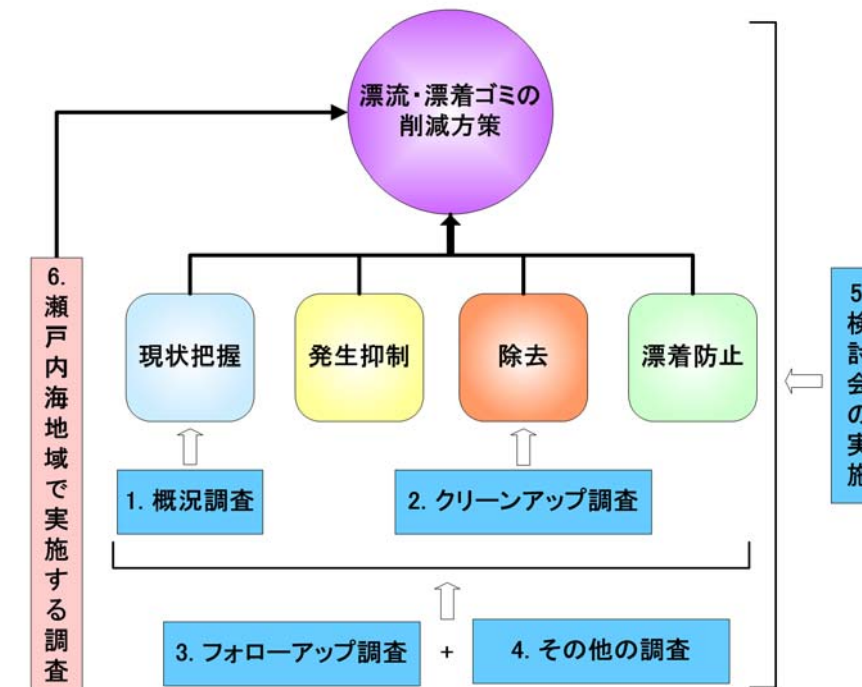 漂流・漂着ゴミの
削減方策
現状把握
発生抑制
除去
漂着防止
1. 概況調査
2. クリーンアップ調査
3. フォローアップ調査
+
4. その他の調査
5
検討会の実施
6.
瀬戸内海地域で実施する調査